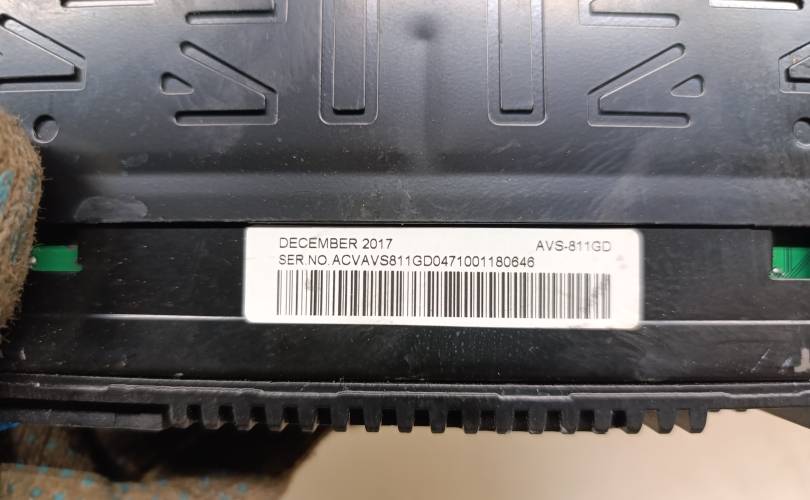 DECEMBER 2017 AVS-811GD
SER.NO. ACVAVS811GD0471001180646